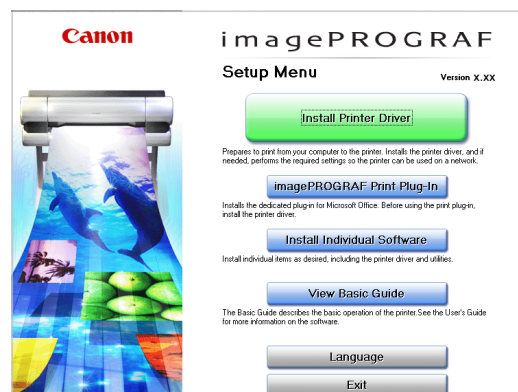 Canon
imagePROGRAF
Setup Menu
Version X.XX
Install Printer Driver
Prepares to print from your computer to the printer. Installs the printer driver, and if
needed, performs the required settings so the printer can be used on a network.
imagePROGRAF Print Plug-In
Installs the dedicated plug-in for Microsoft Office. Before using the print plug-in,
install the printer driver.
Install Individual Software
Install individual items as desired, including the printer driver and utilities.
View Basic Guide
The Basic Guide describes the basic operation of the printer.See the User's Guide
for more information on the software.
Language
Exit